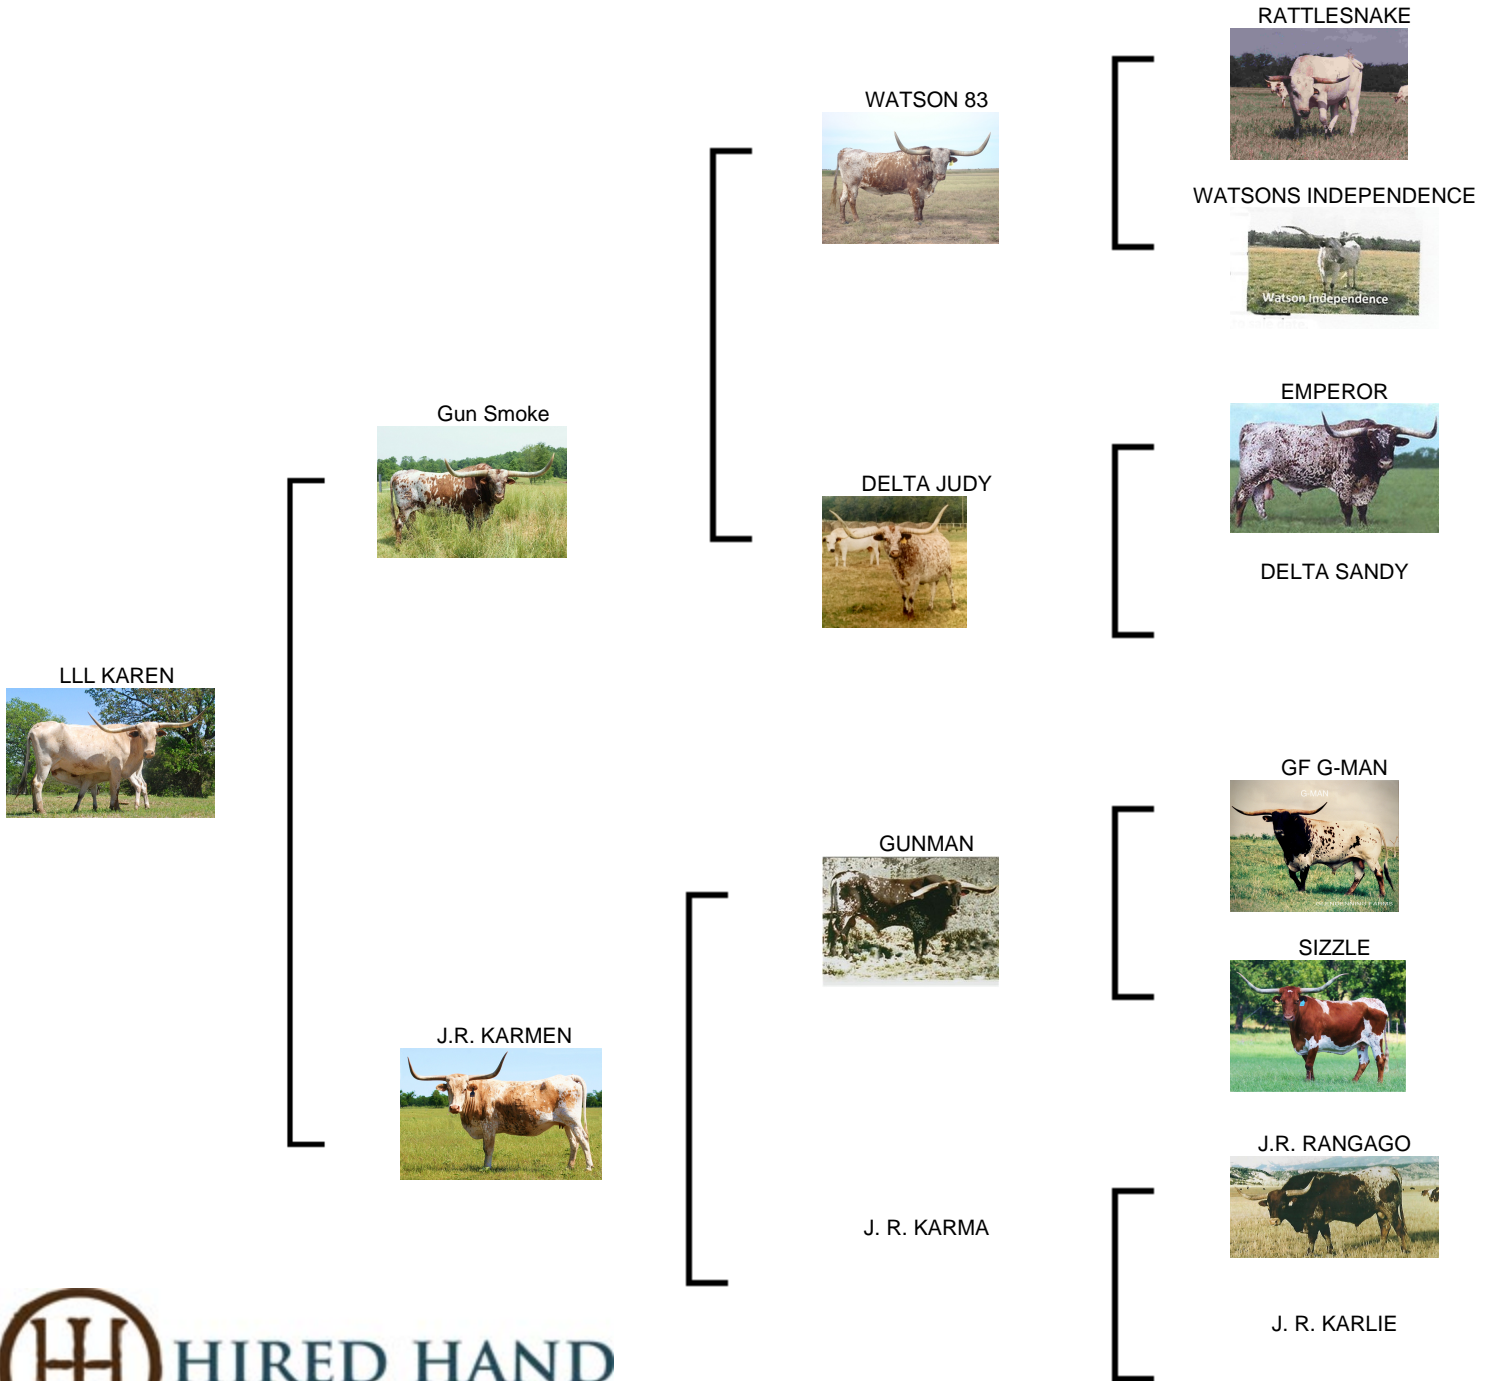 RATTLESNAKE
WATSON 83
WATSONS INDEPENDENCE
Watson Independence
EMPEROR
Gun Smoke
DELTA JUDY
DELTA SANDY
LLL KAREN
GF G-MAN
G-MAN
GUNMAN
SIZZLE
J.R. KARMEN
J.R. RANGAGO
J. R. KARMA
J. R. KARLIE
HIRED HAND